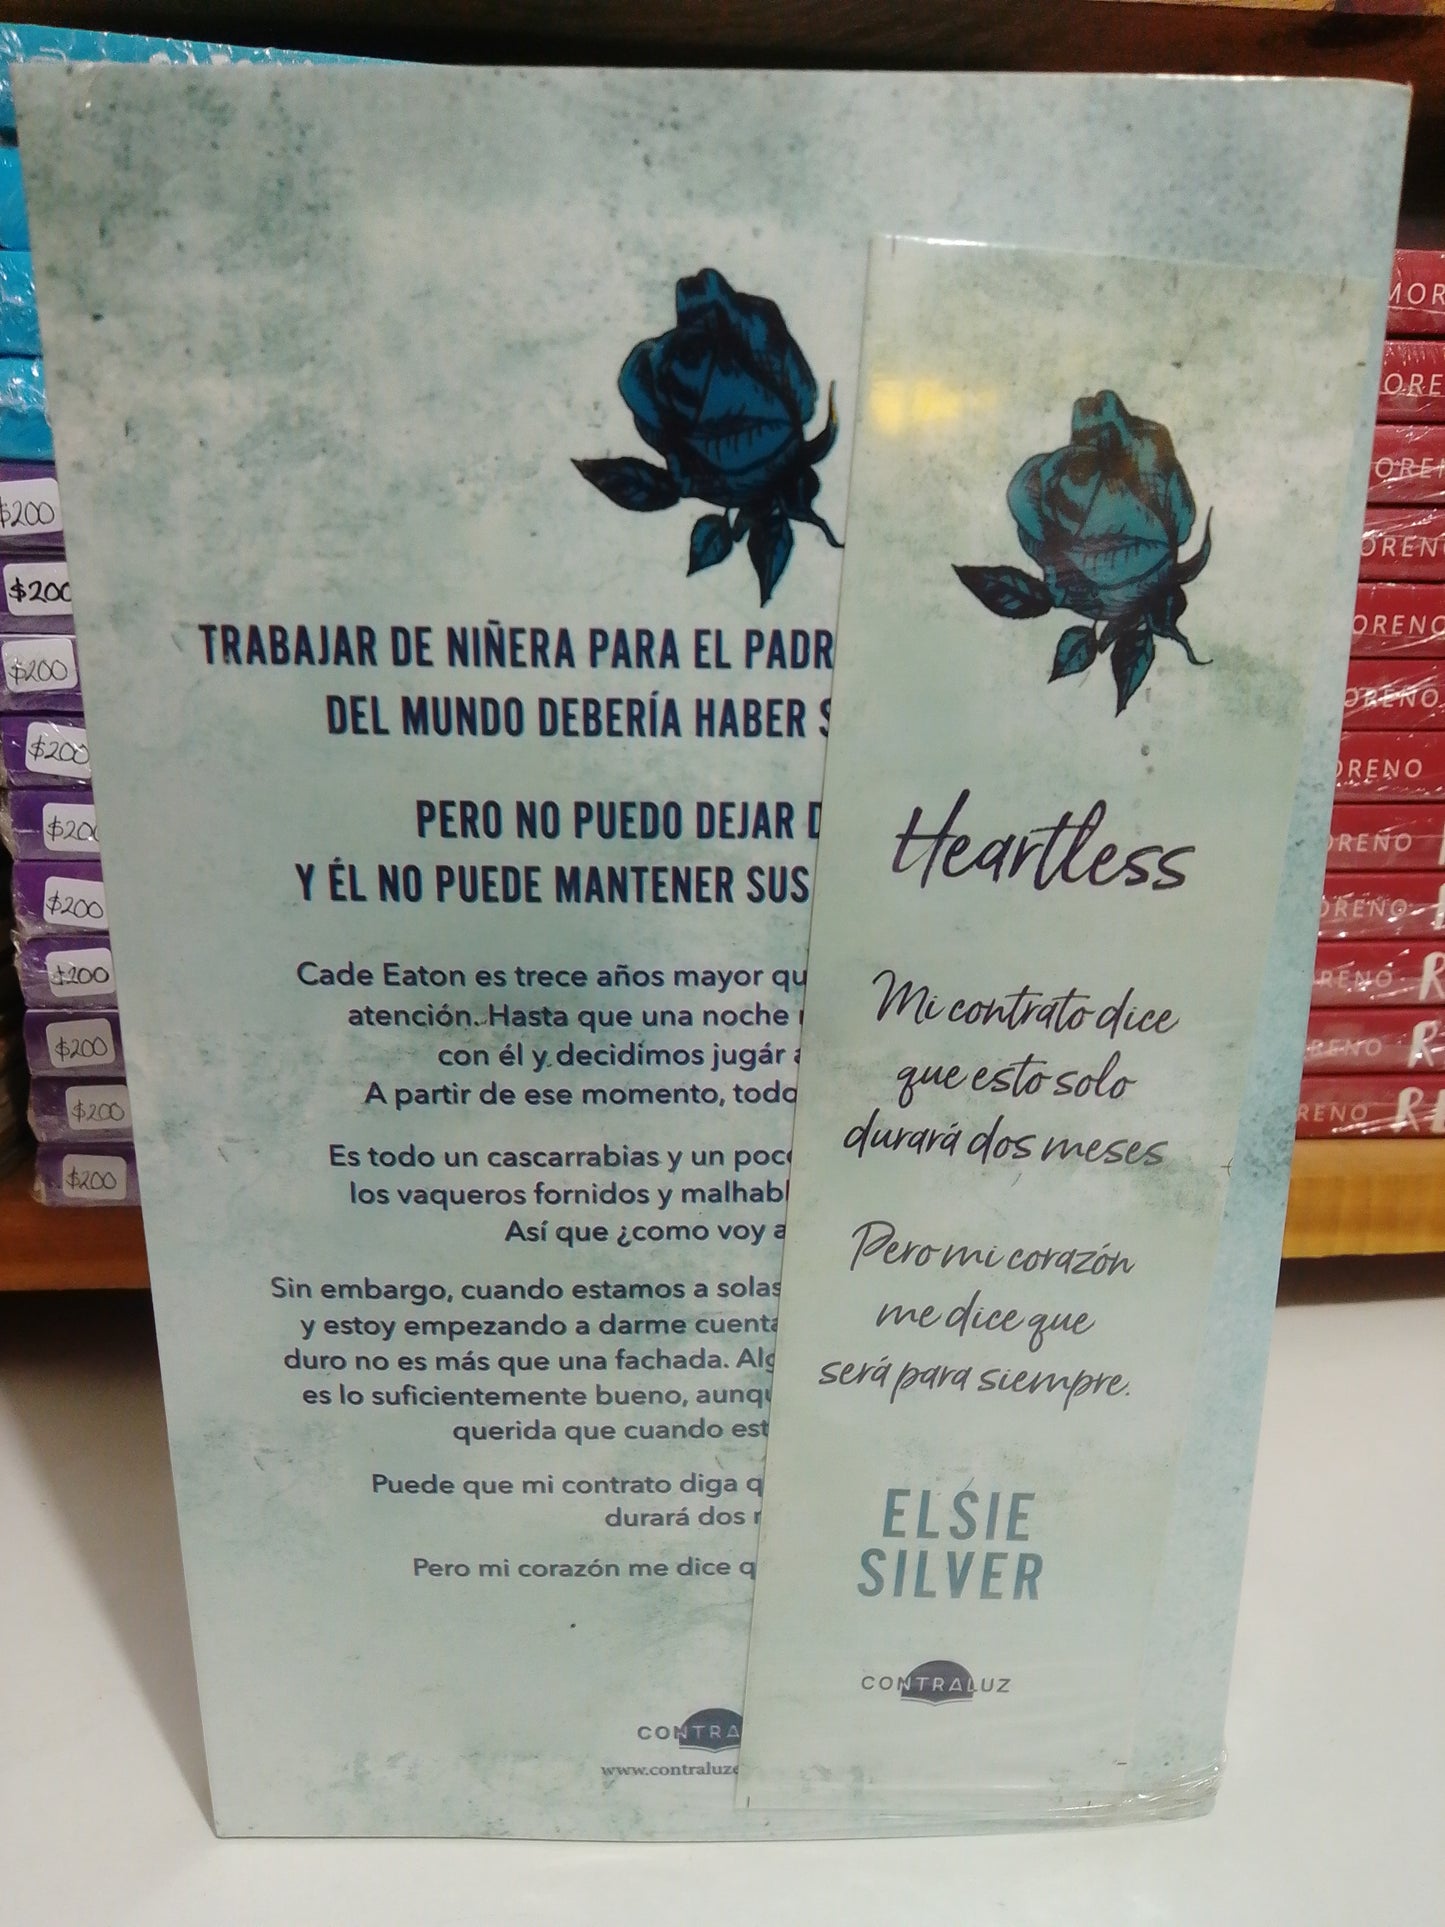 TRABAJAR DE NIÑERA PARA EL PADR
DEL MUNDO DEBERÍA HABER S
PERO NO PUEDO DEJAR D
Y ÉL NO PUEDE MANTENER SUS
Cade Eaton es trece años mayor qu
atención. Hasta que una noche
con él y decidimos jugár a
A partir de ese momento, todo
Es todo un cascarrabias y un poco
los vaqueros fornidos y malhabl
Así que ¿como voy a
Sin embargo, cuando estamos a solas
y estoy empezando a darme cuenta
duro no es más que una fachada. Alg
es lo suficientemente bueno, aunqu
querida que cuando est
Puede que mi contrato diga q
durará dos
Pero mi corazón me dice q
CONTRA
www.contraluze
Heartless
Mi contrato dice
que esto solo
durará dos meses
Pero mi corazón
me dice que
será para siempre.
ELSIE
SILVER
CONTRALUZ
$200
$200
$200
$200
$200
$200
$200
$200
$200
$200
MOR
ORE
OREN
OREN
ORENO
ORENO
ORENO
ORENO
ORENO
RENO R
RENO R
RENO R